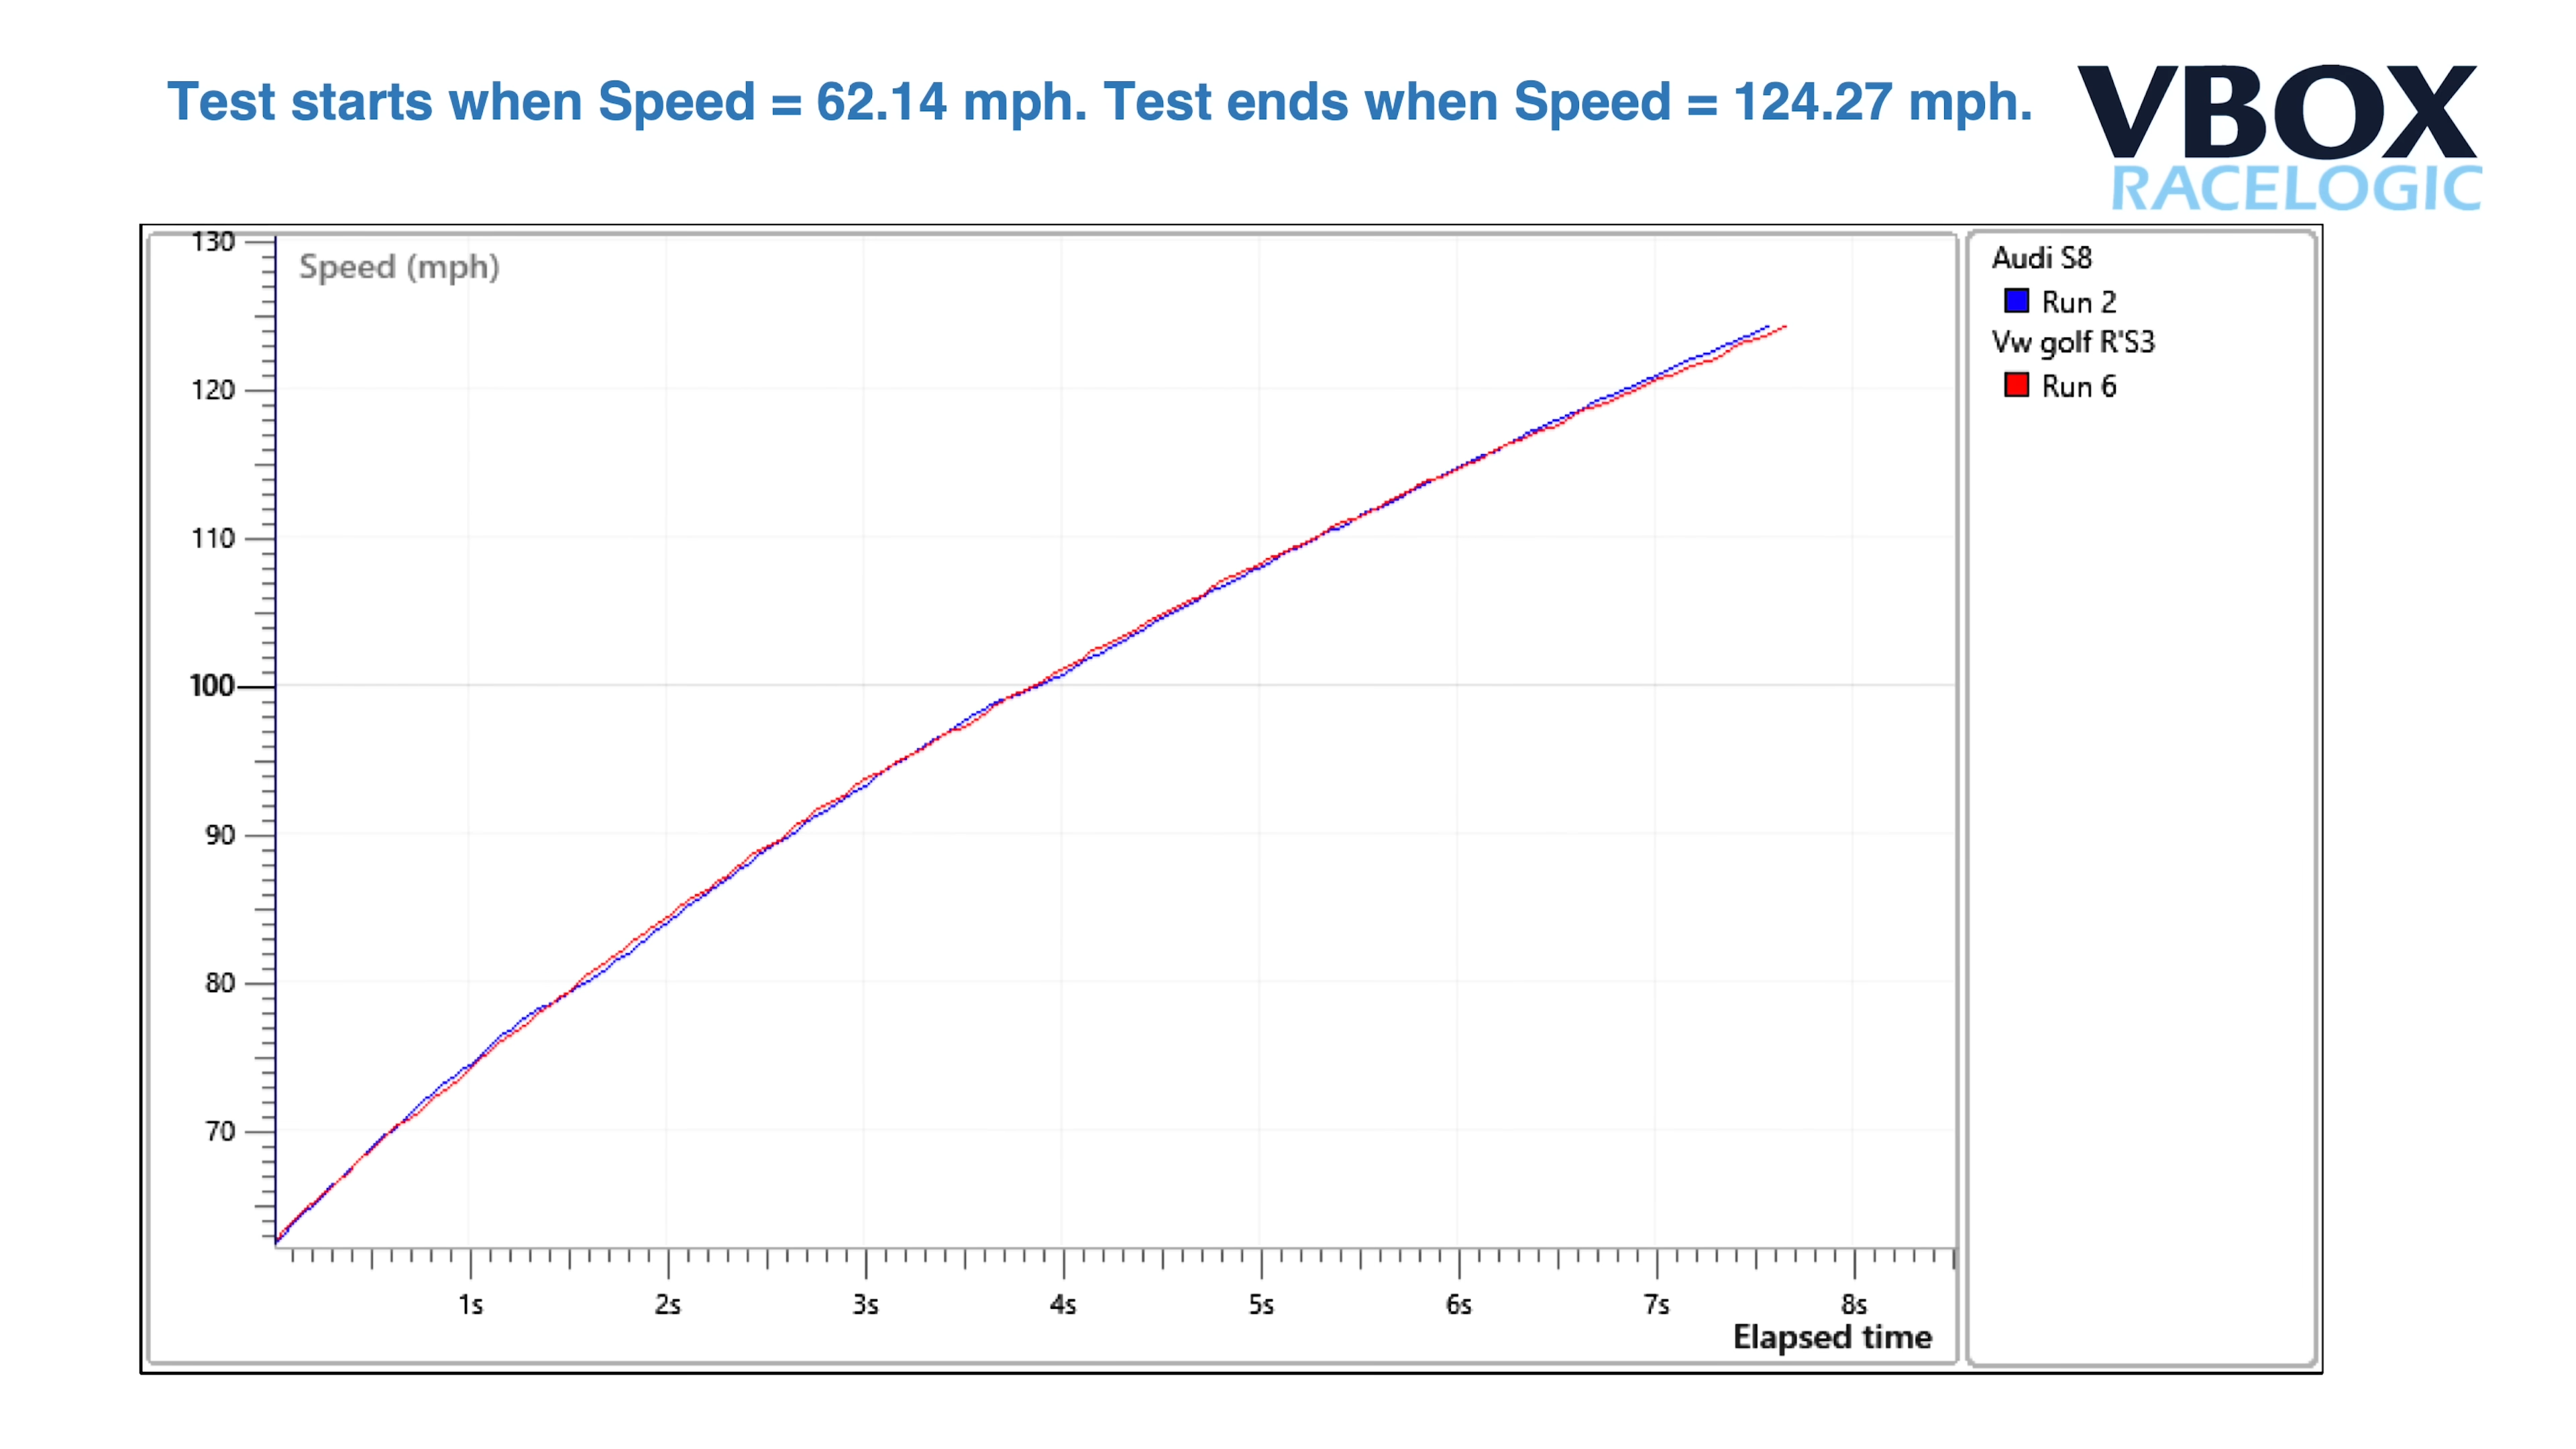 Test starts when Speed = 62.14 mph. Test ends when Speed = 124.27 mph.
VBOX
RACELOGIC
Speed (mph)
130
120
110
100
90
80
70
1s 2s 3s 4s 5s 6s 7s 8s
Elapsed time
Audi S8
Run 2
Vw golf R'S3
Run 6